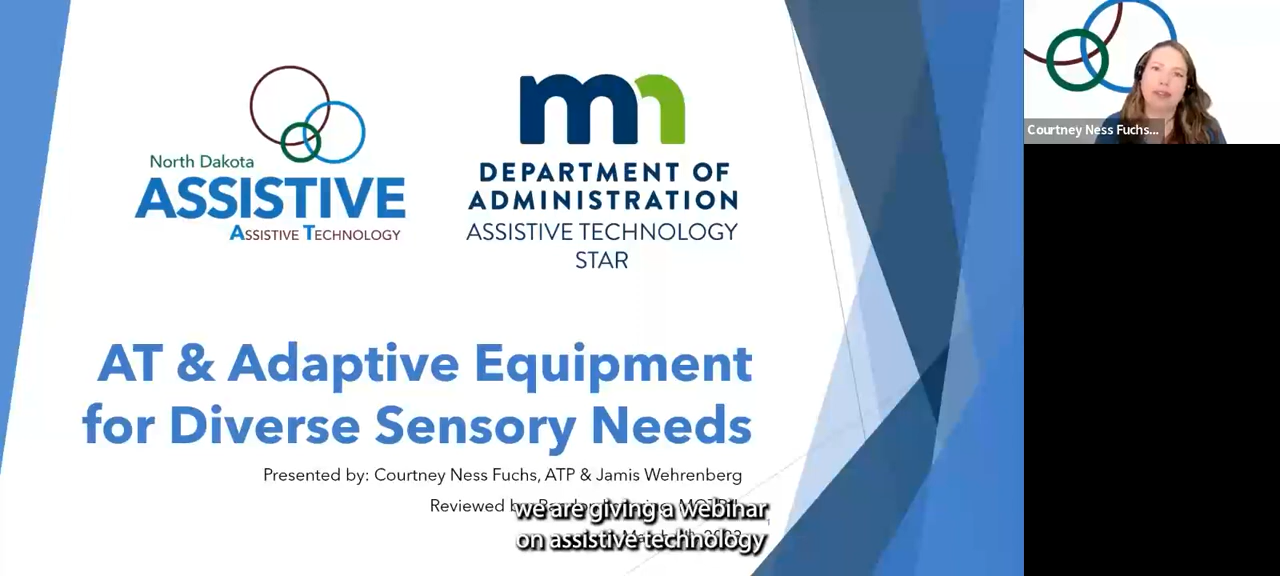 North Dakota
ASSISTIVE
ASSISTIVE TECHNOLOGY
mn
DEPARTMENT OF
ADMINISTRATION
ASSISTIVE TECHNOLOGY
STAR
AT & Adaptive Equipment
for Diverse Sensory Needs
Presented by: Courtney Ness Fuchs, ATP & Jamis Wehrenberg
Reviewed
we are giving a webinar
on assistive technology
Courtney Ness Fuchs...